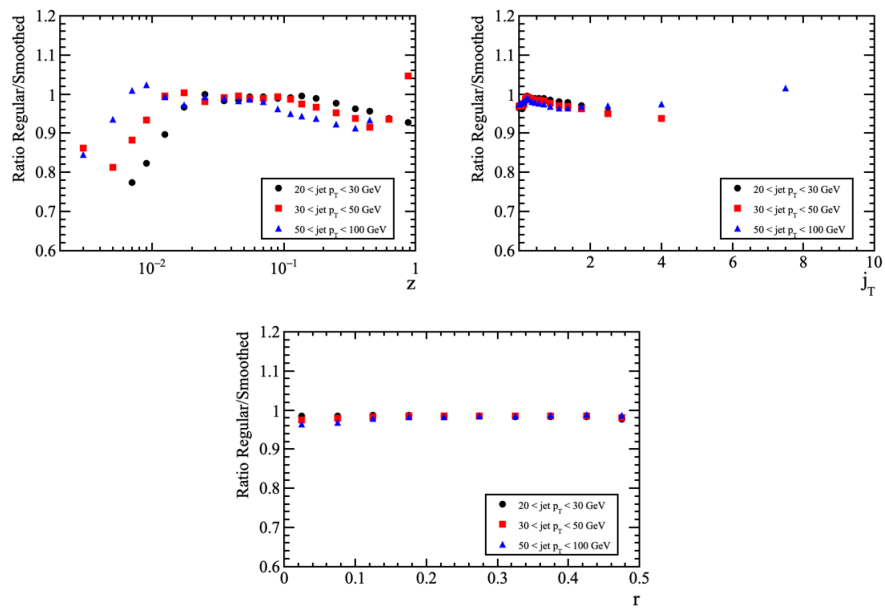 Ratio Regular/Smoothed
1.2
1.1
1
0.9
0.8
0.7
0.6
20 < jet p_T < 30 GeV
30 < jet p_T < 50 GeV
50 < jet p_T < 100 GeV
10⁻²
10⁻¹
1
z
Ratio Regular/Smoothed
1.2
1.1
1
0.9
0.8
0.7
0.6
20 < jet p_T < 30 GeV
30 < jet p_T < 50 GeV
50 < jet p_T < 100 GeV
0 2 4 6 8 10
j_T
Ratio Regular/Smoothed
1.2
1.1
1
0.9
0.8
0.7
0.6
20 < jet p_T < 30 GeV
30 < jet p_T < 50 GeV
50 < jet p_T < 100 GeV
0 0.1 0.2 0.3 0.4 0.5
r